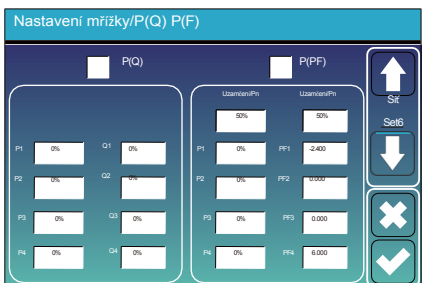 Nastavení mřížky/P(Q) P(F)
P(Q)
P(PF)
Uzamčení/Pn Uzamčení/Pn
50% 50%
P1 0% Q1 0% P1 0% PF1 -2.400
P2 0% Q2 0% P2 0% PF2 0.000
P3 0% Q3 0% P3 0% PF3 0.000
P4 0% Q4 0% P4 0% PF4 6.000
Síť
Set6